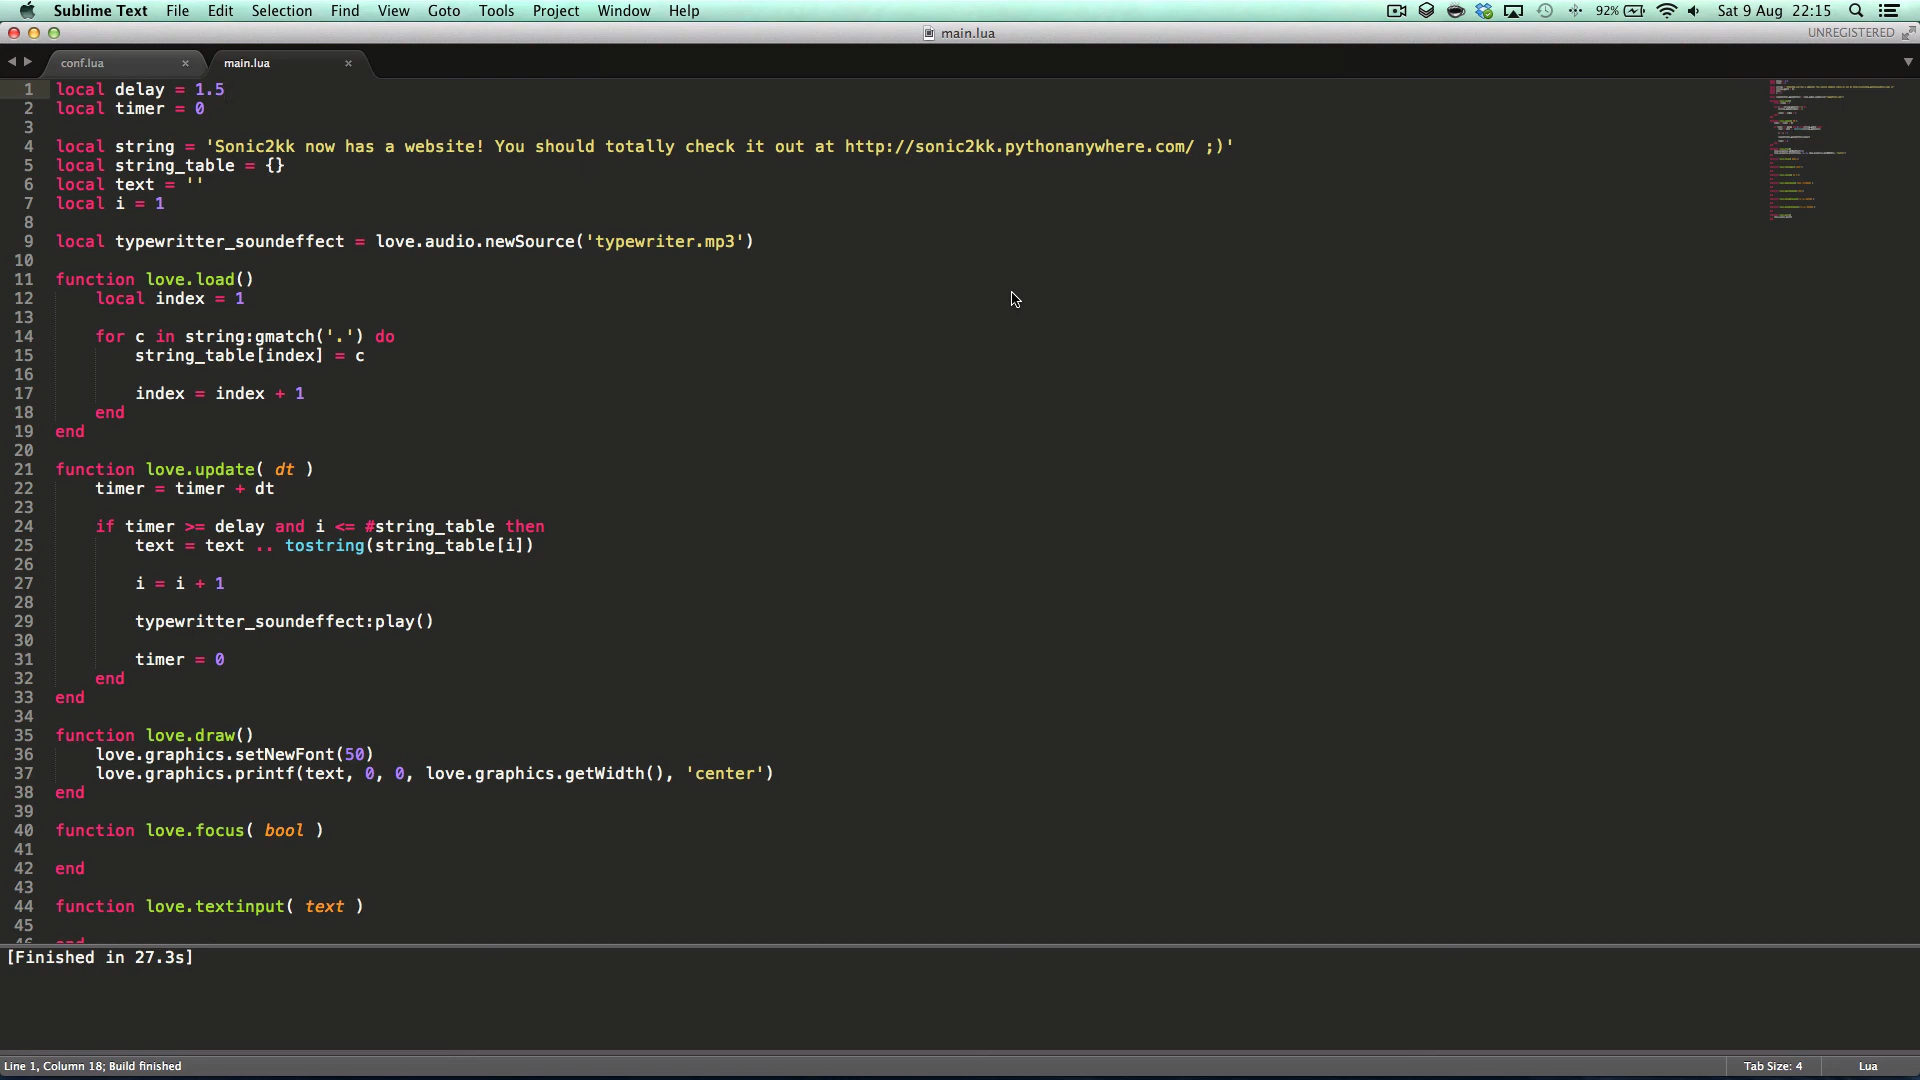 Sublime Text File Edit Selection Find View Goto Tools Project Window Help 92% Sat 9 Aug 22:15
main.lua UNREGISTERED
conf.lua × main.lua ×
1 local delay = 1.5
2 local timer = 0
3
4 local string = 'Sonic2kk now has a website! You should totally check it out at http://sonic2kk.pythonanywhere.com/ ;)'
5 local string_table = {}
6 local text = ''
7 local i = 1
8
9 local typewritter_soundeffect = love.audio.newSource('typewriter.mp3')
10
11 function love.load()
12 local index = 1
13
14 for c in string:gmatch('.') do
15 string_table[index] = c
16
17 index = index + 1
18 end
19 end
20
21 function love.update( dt )
22 timer = timer + dt
23
24 if timer >= delay and i <= #string_table then
25 text = text .. tostring(string_table[i])
26
27 i = i + 1
28
29 typewritter_soundeffect:play()
30
31 timer = 0
32 end
33 end
34
35 function love.draw()
36 love.graphics.setNewFont(50)
37 love.graphics.printf(text, 0, 0, love.graphics.getWidth(), 'center')
38 end
39
40 function love.focus( bool )
41
42 end
43
44 function love.textinput( text )
45
46 end
[Finished in 27.3s]
Line 1, Column 18; Build finished Tab Size: 4 Lua